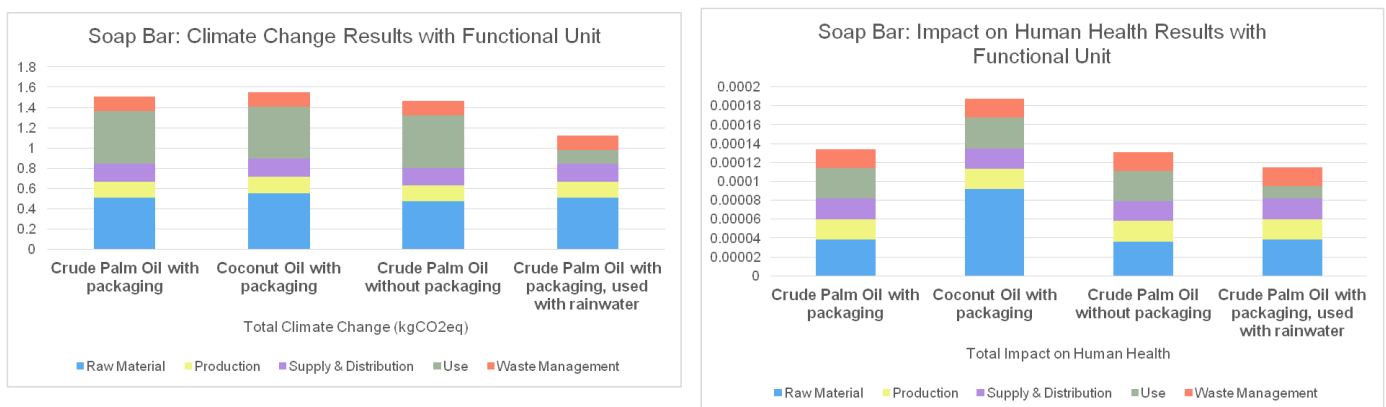 Soap Bar: Climate Change Results with Functional Unit
1.8
1.6
1.4
1.2
1
0.8
0.6
0.4
0.2
0
Crude Palm Oil with
packaging
Coconut Oil with
packaging
Crude Palm Oil
without packaging
Crude Palm Oil with
packaging, used
with rainwater
Total Climate Change (kgCO2eq)
Raw Material Production Supply & Distribution Use Waste Management
Soap Bar: Impact on Human Health Results with
Functional Unit
0.0002
0.00018
0.00016
0.00014
0.00012
0.0001
0.00008
0.00006
0.00004
0.00002
0
Crude Palm Oil with
packaging
Coconut Oil with
packaging
Crude Palm Oil
without packaging
Crude Palm Oil with
packaging, used
with rainwater
Total Impact on Human Health
Raw Material Production Supply & Distribution Use Waste Management